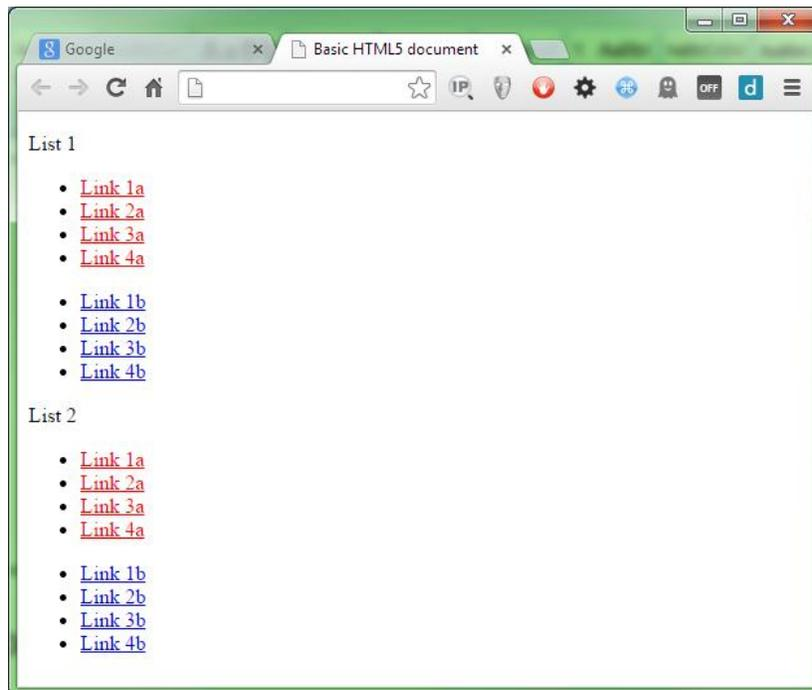 Google
Basic HTML5 document
IP
OFF
d
List 1
Link 1a
Link 2a
Link 3a
Link 4a
Link 1b
Link 2b
Link 3b
Link 4b
List 2
Link 1a
Link 2a
Link 3a
Link 4a
Link 1b
Link 2b
Link 3b
Link 4b